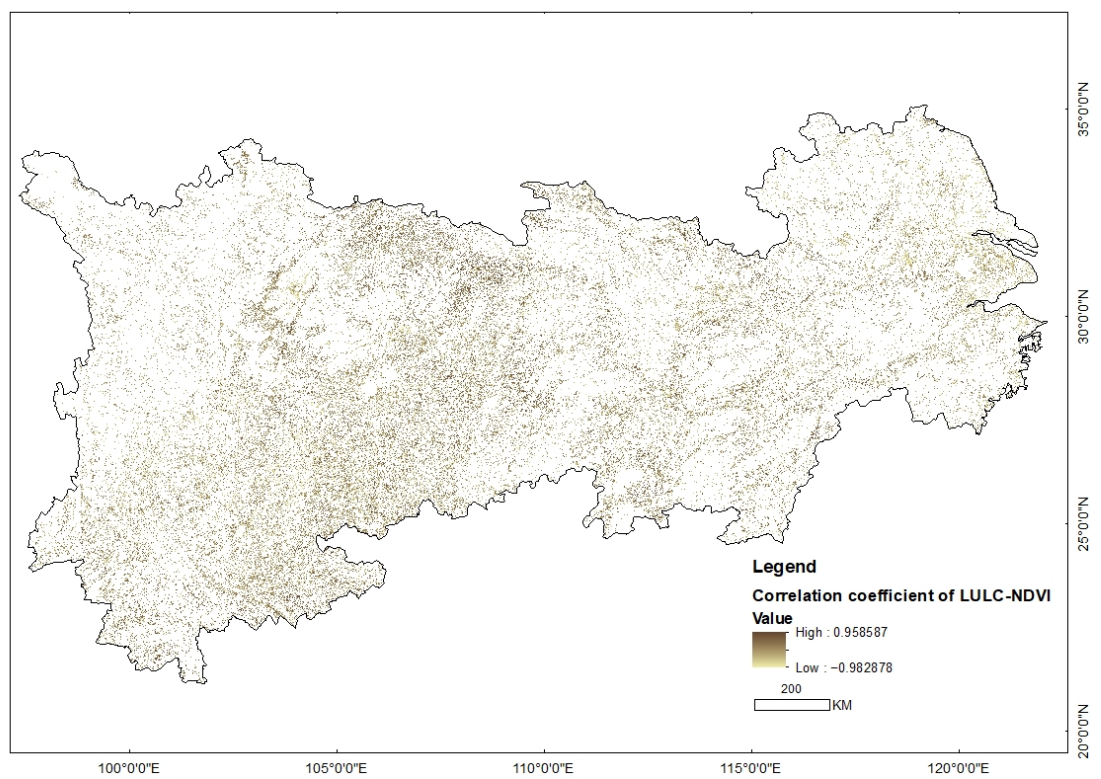 35°0'0"N
30°0'0"N
25°0'0"N
20°0'0"N
Legend
Correlation coefficient of LULC-NDVI
Value
High : 0.958587
Low : −0.982878
200
KM
100°0'0"E
105°0'0"E
110°0'0"E
115°0'0"E
120°0'0"E